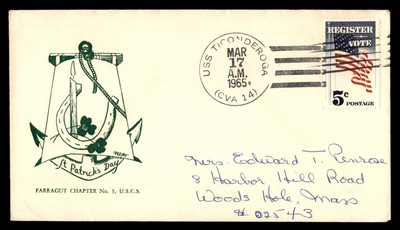 USS TICONDEROGA
MAR
17
A.M.
1965
(CVA 14)
REGISTER
VOTE
5c POSTAGE
St Patrick's Day
FARRAGUT CHAPTER No. 3, U.S.C.S.
Mrs. Edward T. Penrose
8 Harbor Hill Road
Woods Hole, Mass
# 02543